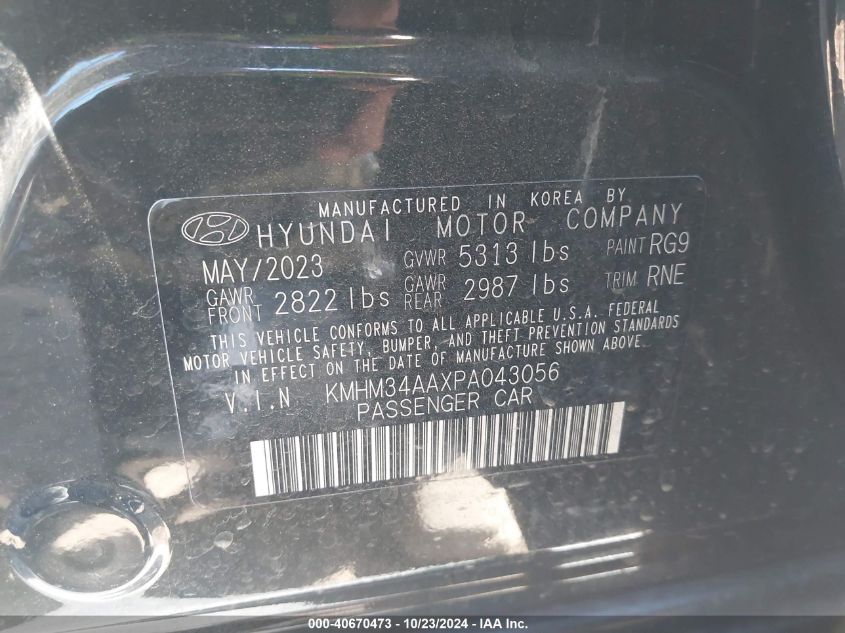 MANUFACTURED IN KOREA BY
HYUNDAI MOTOR COMPANY
MAY/2023 GVWR 5313 lbs PAINT RG9
GAWR FRONT 2822 lbs GAWR REAR 2987 lbs TRIM RNE
THIS VEHICLE CONFORMS TO ALL APPLICABLE U.S.A. FEDERAL
MOTOR VEHICLE SAFETY, BUMPER, AND THEFT PREVENTION STANDARDS
IN EFFECT ON THE DATE OF MANUFACTURE SHOWN ABOVE.
V.I.N KMHM34AAXPA043056
PASSENGER CAR
000-40670473 - 10/23/2024 - IAA Inc.